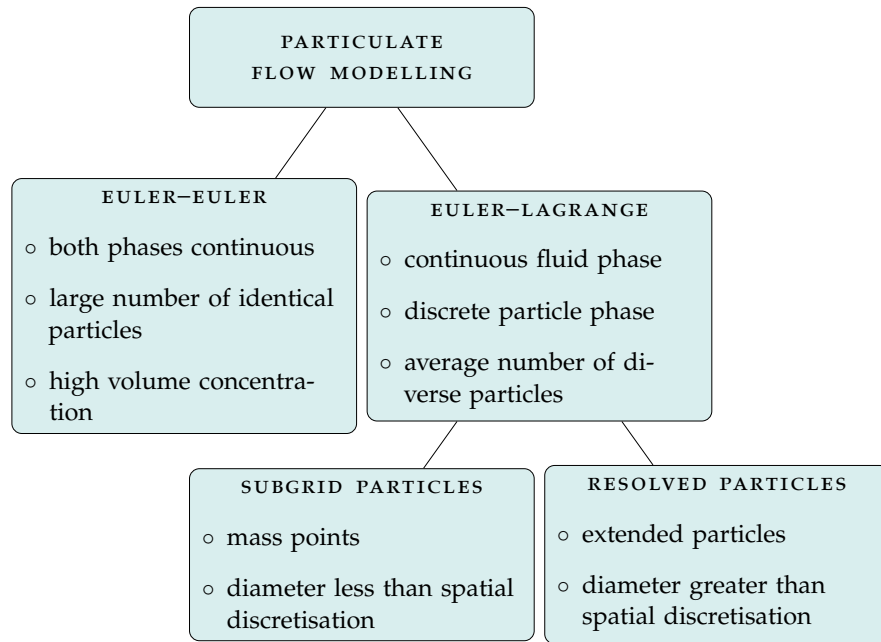 PARTICULATE
FLOW MODELLING
EULER–EULER
○ both phases continuous
○ large number of identical
particles
○ high volume concentra-
tion
EULER–LAGRANGE
○ continuous fluid phase
○ discrete particle phase
○ average number of di-
verse particles
SUBGRID PARTICLES
○ mass points
○ diameter less than spatial
discretisation
RESOLVED PARTICLES
○ extended particles
○ diameter greater than
spatial discretisation